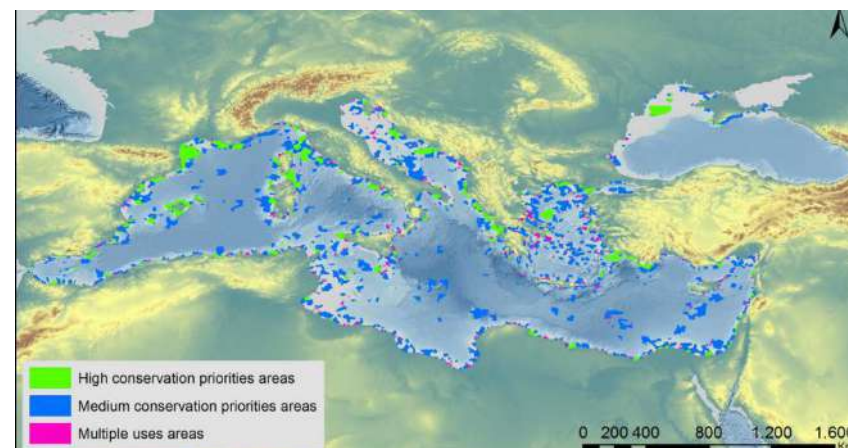 High conservation priorities areas
Medium conservation priorities areas
Multiple uses areas
0 200 400 800 1.200 1.600